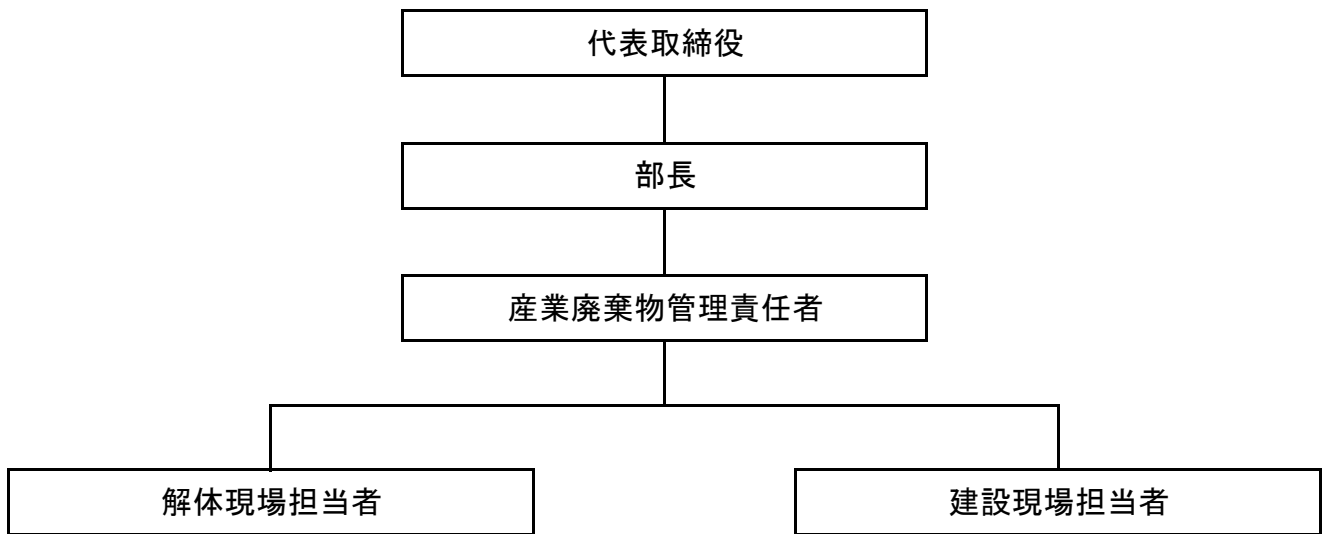 代表取締役
部長
産業廃棄物管理責任者
解体現場担当者
建設現場担当者